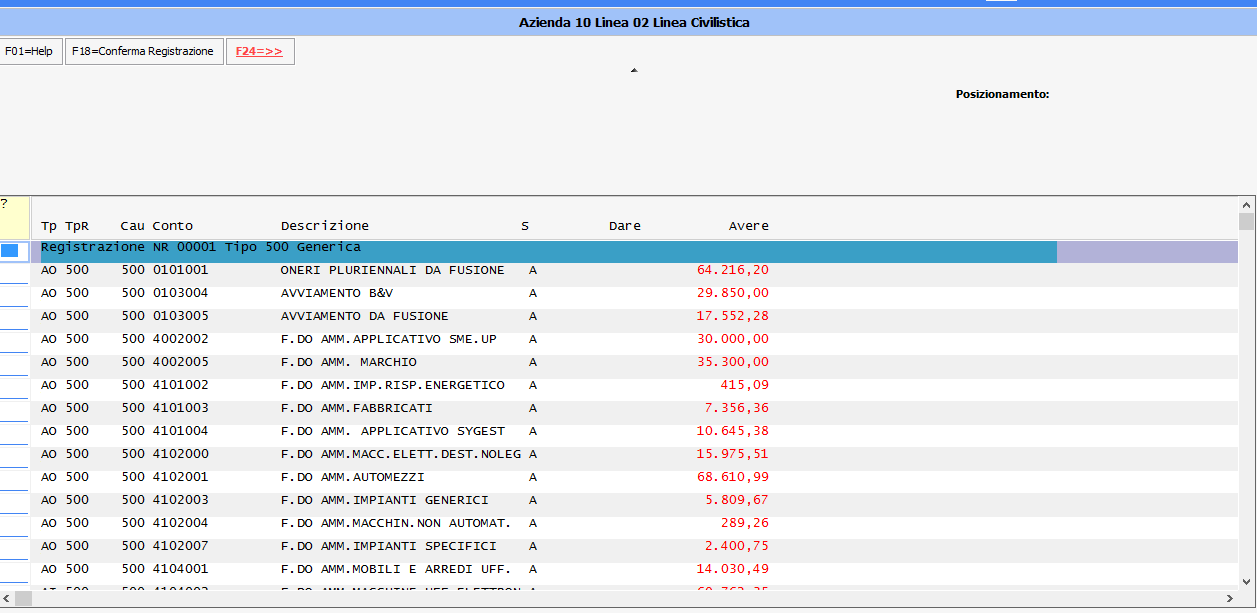 Azienda 10 Linea 02 Linea Civilistica
F01=Help F18=Conferma Registrazione F24=>>
Posizionamento:
?
Tp TpR Cau Conto Descrizione S Dare Avere
Registrazione NR 00001 Tipo 500 Generica
AO 500 500 0101001 ONERI PLURIENNALI DA FUSIONE A 64.216,20
AO 500 500 0103004 AVVIAMENTO B&V A 29.850,00
AO 500 500 0103005 AVVIAMENTO DA FUSIONE A 17.552,28
AO 500 500 4002002 F.DO AMM.APPLICATIVO SME.UP A 30.000,00
AO 500 500 4002005 F.DO AMM. MARCHIO A 35.300,00
AO 500 500 4101002 F.DO AMM.IMP.RISP.ENERGETICO A 415,09
AO 500 500 4101003 F.DO AMM.FABBRICATI A 7.356,36
AO 500 500 4101004 F.DO AMM. APPLICATIVO SYGEST A 10.645,38
AO 500 500 4102000 F.DO AMM.MACC.ELETT.DEST.NOLEG A 15.975,51
AO 500 500 4102001 F.DO AMM.AUTOMEZZI A 68.610,99
AO 500 500 4102003 F.DO AMM.IMPIANTI GENERICI A 5.809,67
AO 500 500 4102004 F.DO AMM.MACCHIN.NON AUTOMAT. A 289,26
AO 500 500 4102007 F.DO AMM.IMPIANTI SPECIFICI A 2.400,75
AO 500 500 4104001 F.DO AMM.MOBILI E ARREDI UFF. A 14.030,49